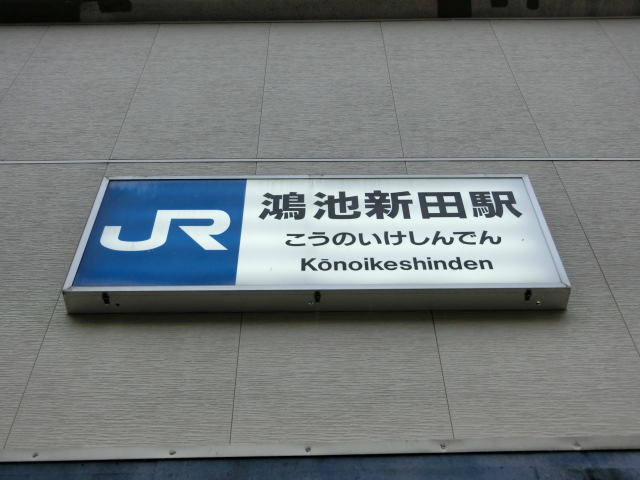 JR
鴻池新田駅
こうのいけしんでん
Kōnoikeshinden